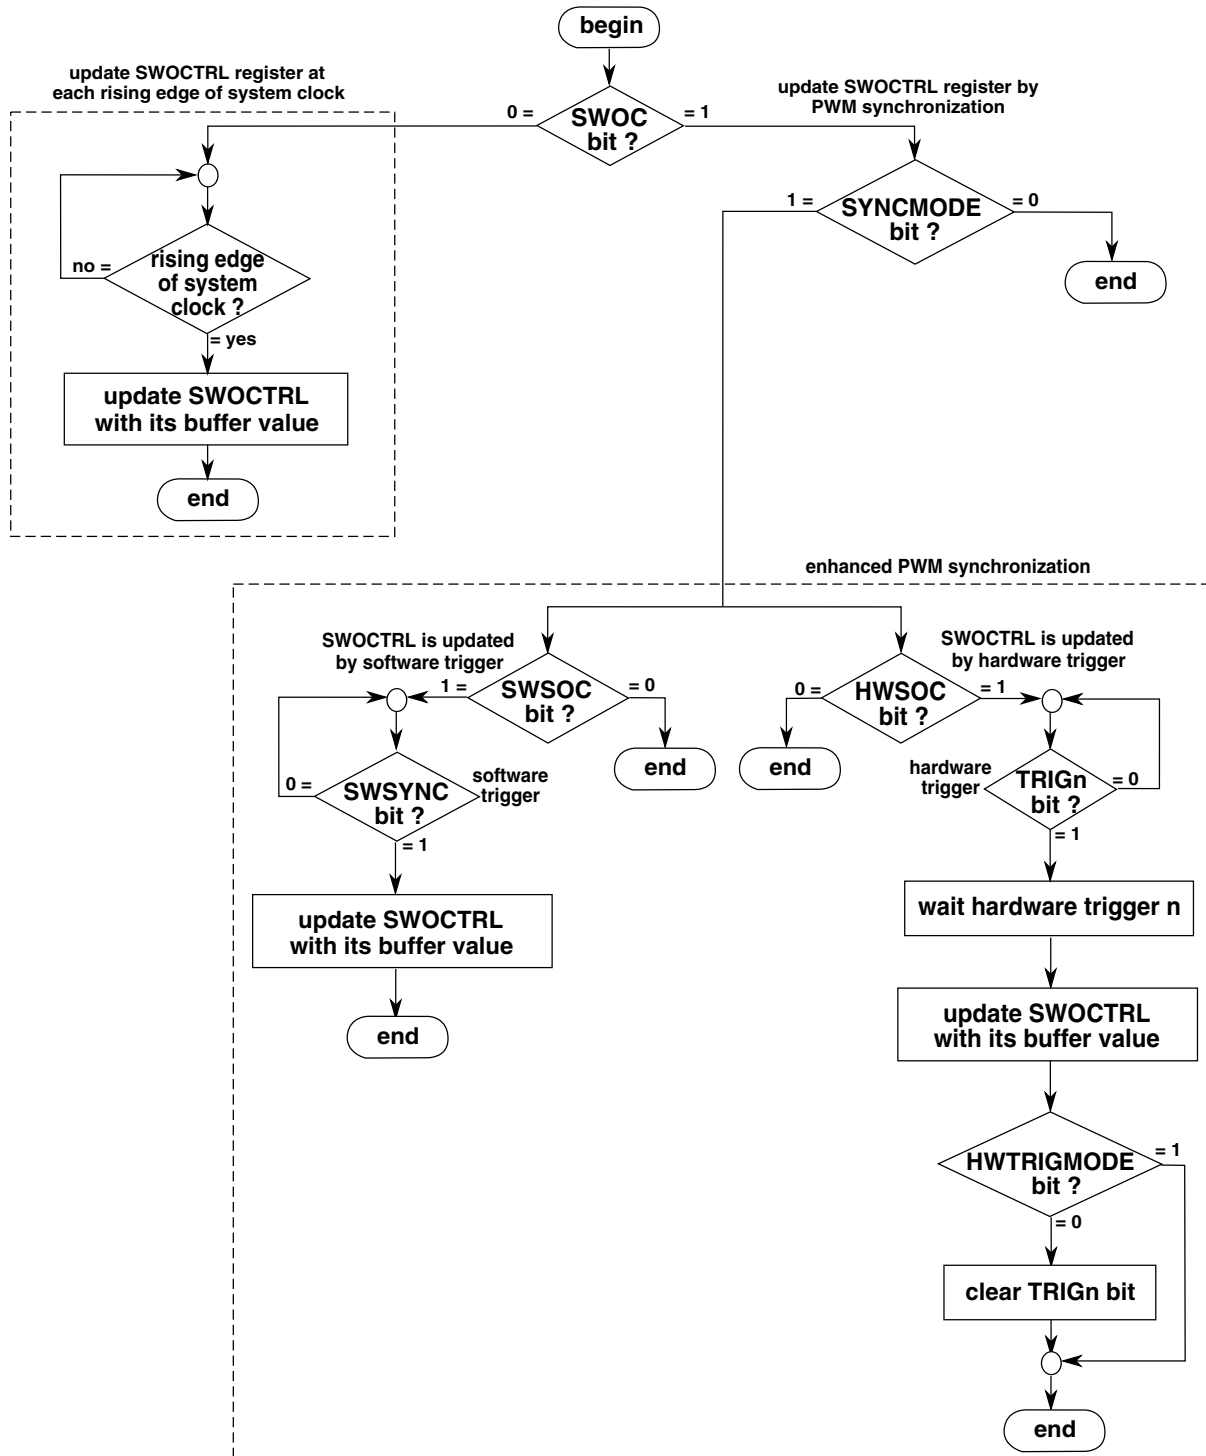 begin
update SWOCTRL register at
each rising edge of system clock
update SWOCTRL register by
PWM synchronization
0 =
SWOC
bit ?
= 1
1 =
SYNCMODE
bit ?
= 0
end
no =
rising edge
of system
clock ?
= yes
update SWOCTRL
with its buffer value
end
enhanced PWM synchronization
SWOCTRL is updated
by software trigger
SWOCTRL is updated
by hardware trigger
1 =
SWSOC
bit ?
= 0
end
0 =
HWSOC
bit ?
= 1
end
0 =
SWSYNC
bit ?
software
trigger
= 1
hardware
trigger
TRIGn
bit ?
= 0
= 1
update SWOCTRL
with its buffer value
end
wait hardware trigger n
update SWOCTRL
with its buffer value
HWTRIGMODE
bit ?
= 1
= 0
clear TRIGn bit
end